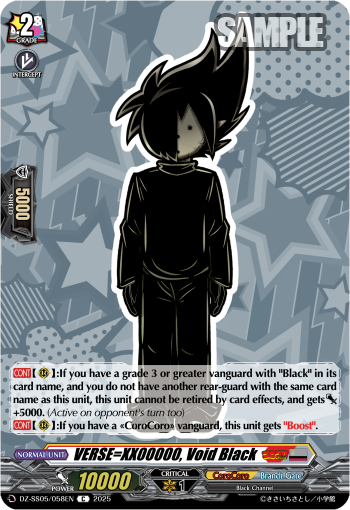 2
GRADE
SAMPLE
INTERCEPT
5000
SHIELD
CONT【 】:If you have a grade 3 or greater vanguard with "Black" in its
card name, and you do not have another rear-guard with the same card
name as this unit, this unit cannot be retired by card effects, and gets
+5000. (Active on opponent's turn too)
CONT【 】:If you have a «CoroCoro» vanguard, this unit gets "Boost".
NORMAL UNIT
VERSE=XX00000, Void Black
POWER 10000
CRITICAL
1
CoroCoro
Brandt Gate
Black Channel
DZ-SS05/058EN C 2025
©きさいちさとし／小学館